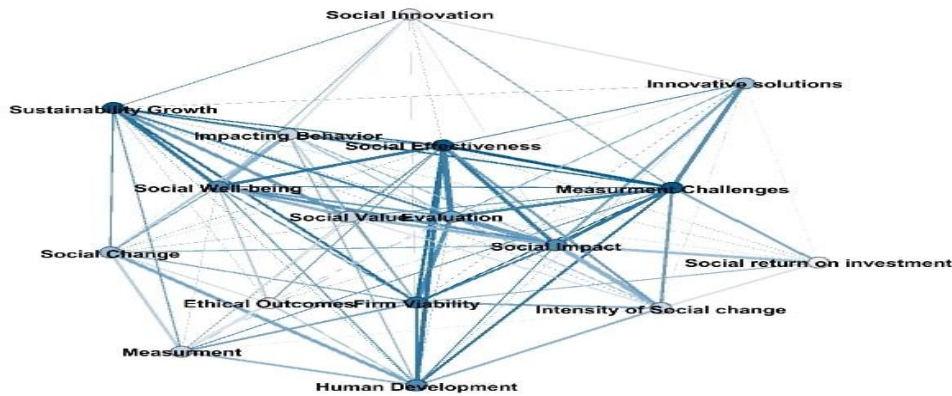 Social Innovation
Innovative solutions
Sustainability Growth
Impacting Behavior
Social Effectiveness
Social Well-being
Measurment Challenges
Social Value
Evaluation
Social Impact
Social Change
Social return on investment
Ethical Outcomes
Firm Viability
Intensity of Social change
Measurment
Human Development